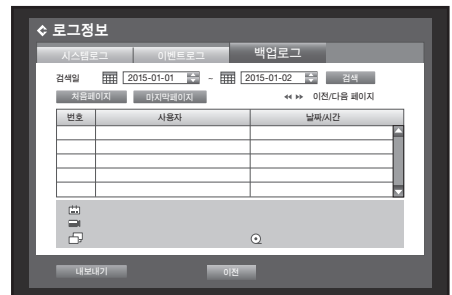 로그정보
시스템로그 이벤트로그 백업로그
검색일 2015-01-01 ~ 2015-01-02 검색
처음페이지 마지막페이지 이전/다음 페이지
번호 사용자 날짜/시간
내보내기 이전